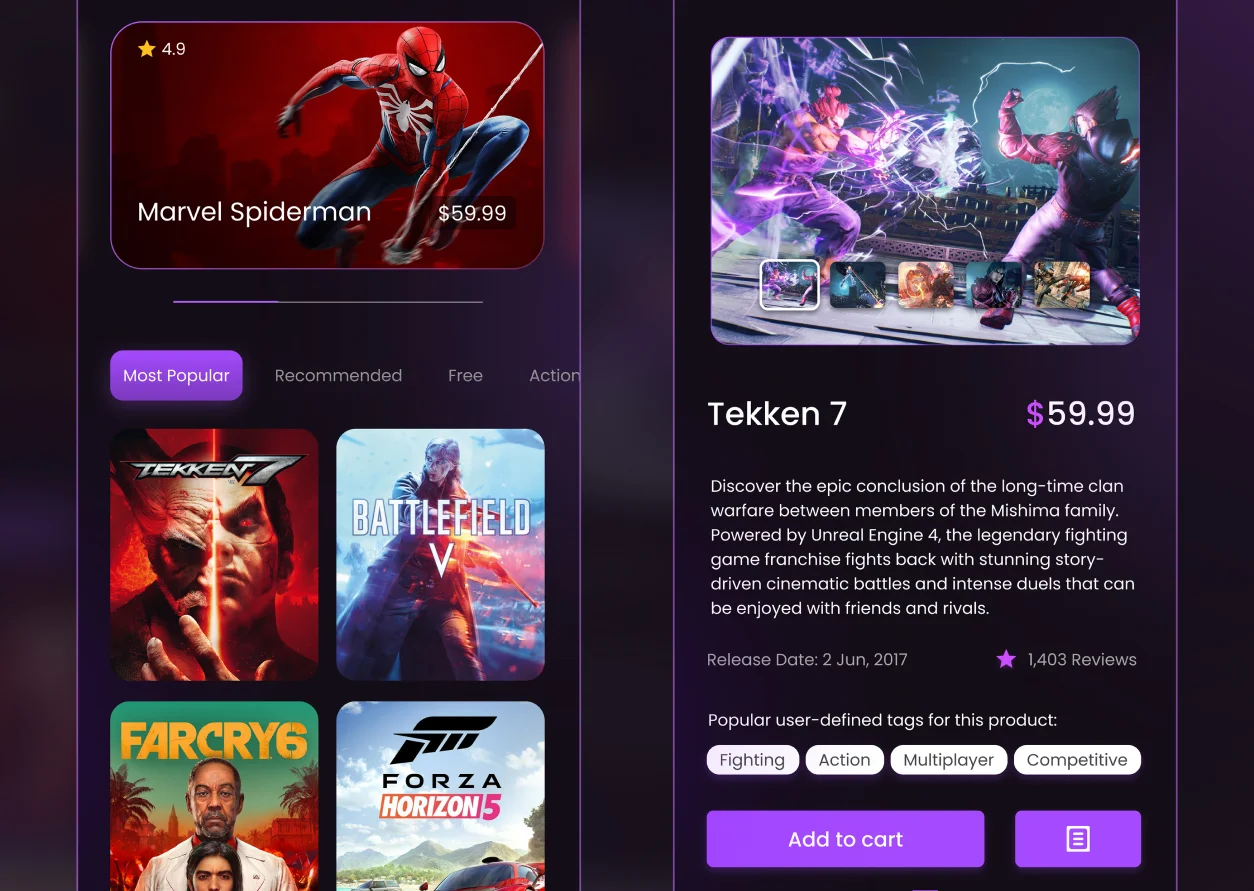 4.9
Marvel Spiderman
$59.99
Most Popular
Recommended
Free
Action
TEKKEN 7
BATTLEFIELD
V
FARCRY6
FORZA
HORIZON 5
Tekken 7
$59.99
Discover the epic conclusion of the long-time clan
warfare between members of the Mishima family.
Powered by Unreal Engine 4, the legendary fighting
game franchise fights back with stunning story-
driven cinematic battles and intense duels that can
be enjoyed with friends and rivals.
Release Date: 2 Jun, 2017
1,403 Reviews
Popular user-defined tags for this product:
Fighting
Action
Multiplayer
Competitive
Add to cart